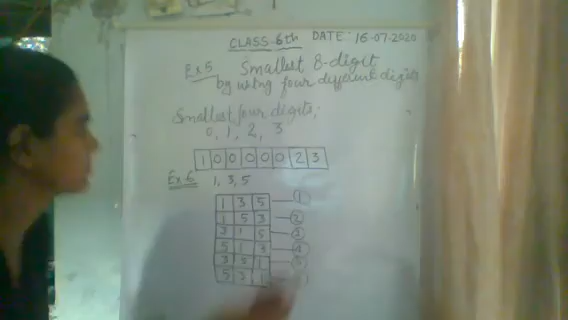 CLASS-6th DATE: 16-07-2020
Ex 5 Smallest 8-digit
by using four different digits
Smallest four digits;
0, 1, 2, 3
1 0 0 0 0 0 2 3
Ex 6 1, 3, 5
1 3 5 1
1 5 3 2
3 1 5 3
5 1 3 4
3 5 1 5
5 3 1